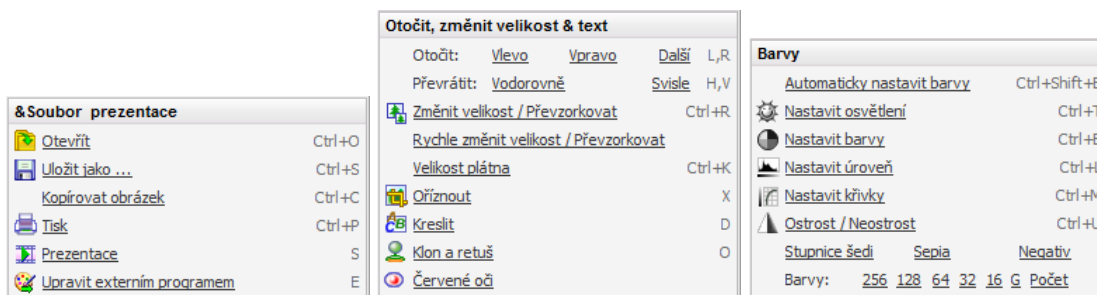 &Soubor prezentace
Otevřít Ctrl+O
Uložit jako ... Ctrl+S
Kopírovat obrázek Ctrl+C
Tisk Ctrl+P
Prezentace S
Upravit externím programem E
Otočit, změnit velikost & text
Otočit: Vlevo Vpravo Další L,R
Převrátit: Vodorovně Svisle H,V
Změnit velikost / Převzorkovat Ctrl+R
Rychle změnit velikost / Převzorkovat
Velikost plátna Ctrl+K
Oříznout X
Kreslit D
Klon a retuš O
Červené oči
Barvy
Automaticky nastavit barvy
Nastavit osvětlení
Nastavit barvy
Nastavit úroveň
Nastavit křivky
Ostrost / Neostrost
Stupnice šedi Sepia Negativ
Barvy: 256 128 64 32 16 G Počet